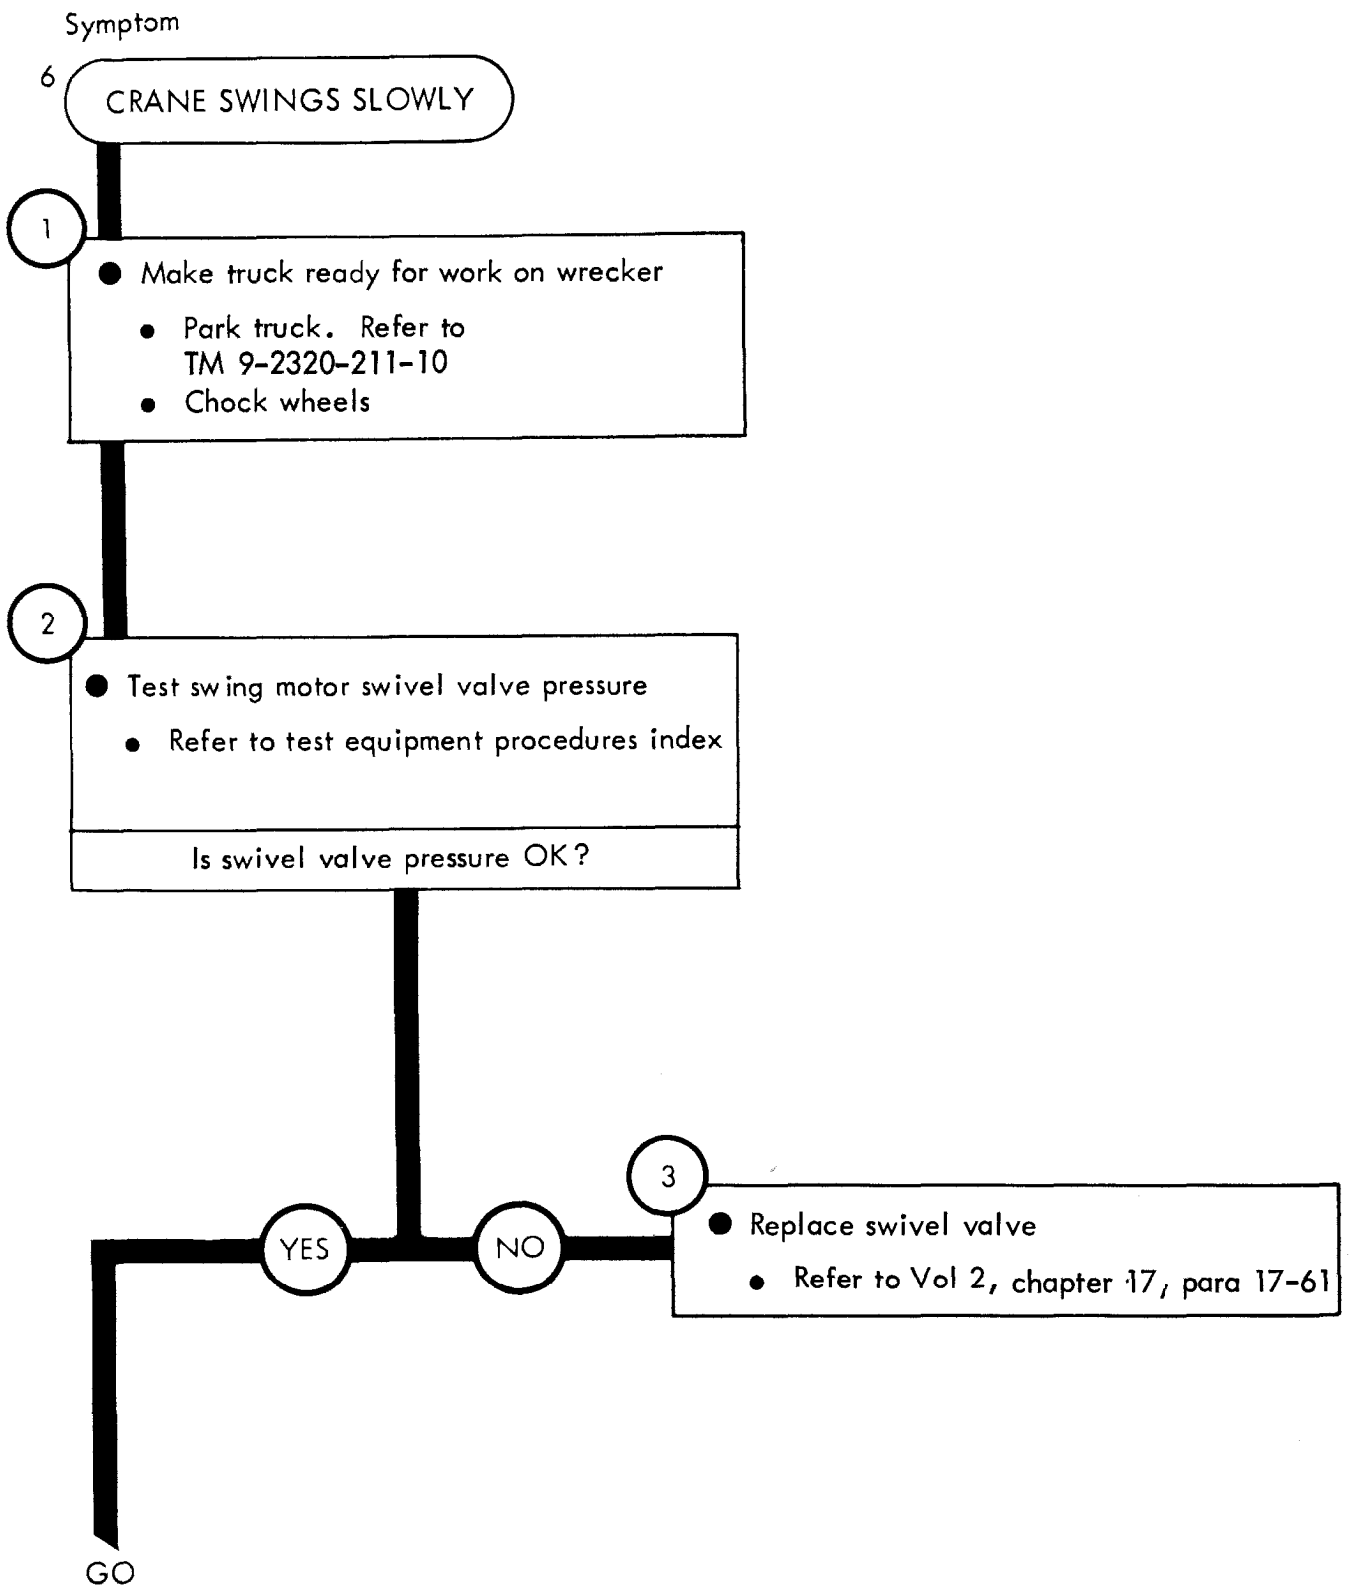 Symptom
6
CRANE SWINGS SLOWLY
1
● Make truck ready for work on wrecker
● Park truck. Refer to
TM 9-2320-211-10
● Chock wheels
2
● Test swing motor swivel valve pressure
● Refer to test equipment procedures index
Is swivel valve pressure OK?
3
● Replace swivel valve
● Refer to Vol 2, chapter 17, para 17-61
YES
NO
GO